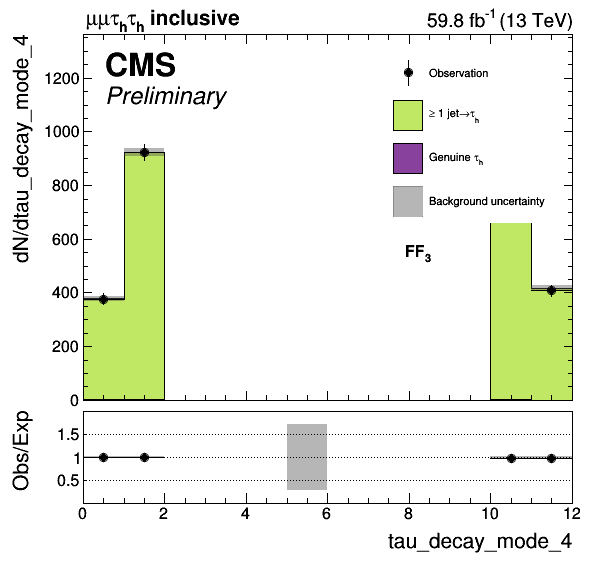 μμτhτh inclusive
59.8 fb-1 (13 TeV)
CMS
Preliminary
Observation
≥ 1 jet→τh
Genuine τh
Background uncertainty
FF3
dN/dtau_decay_mode_4
1200
1000
800
600
400
200
0
Obs/Exp
1.5
1
0.5
0 2 4 6 8 10 12
tau_decay_mode_4